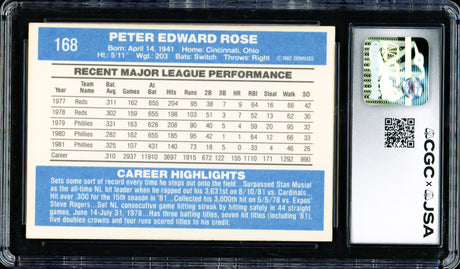 168
PETER EDWARD ROSE
Born: April 14, 1941 Home: Cincinnati, Ohio
Ht.: 5' 11" Wgt.: 203 Bats: Switch Throws: Right
© 1982 DONRUSS
RECENT MAJOR LEAGUE PERFORMANCE
Year Team Name Bat. Avg. Games At Bat Hits Runs 2B 3B HR RBI Steal Walk SO
1977 Reds .311 162 655 204 95 38 7 9 64 16 66 42
1978 Reds 302 159 655 198 103 51 3 7 52
1979 Phillies .331 163 628 208 90 40 5 4
1980 Phillies 162 655 185 95 42 1 1 64 12 66 33
1981 Phillies 107 431 140 73 18 5 0 33 4 46 26
Career .310 2937 11910 3697 1915 672 122 155 1110 171 1292 990
CAREER HIGHLIGHTS
Sets some sort of record every time he steps out onto the field...Surpassed Stan Musial
as the all-time NL hit leader when he rapped out his 3,631st on 8/10/81 vs. Cardinals...
Hit over .300 for the 15th season in '81...Collected his 3,000th hit on 5/5/78 vs. Expos'
Steve Rogers...Set NL consecutive game hitting streak by hitting safely in 44 straight
games, June 14-July 31, 1978...Has three batting titles, seven hit titles (including '81),
five doubles crowns and four runs scored titles to his credit.
CGC x JSA